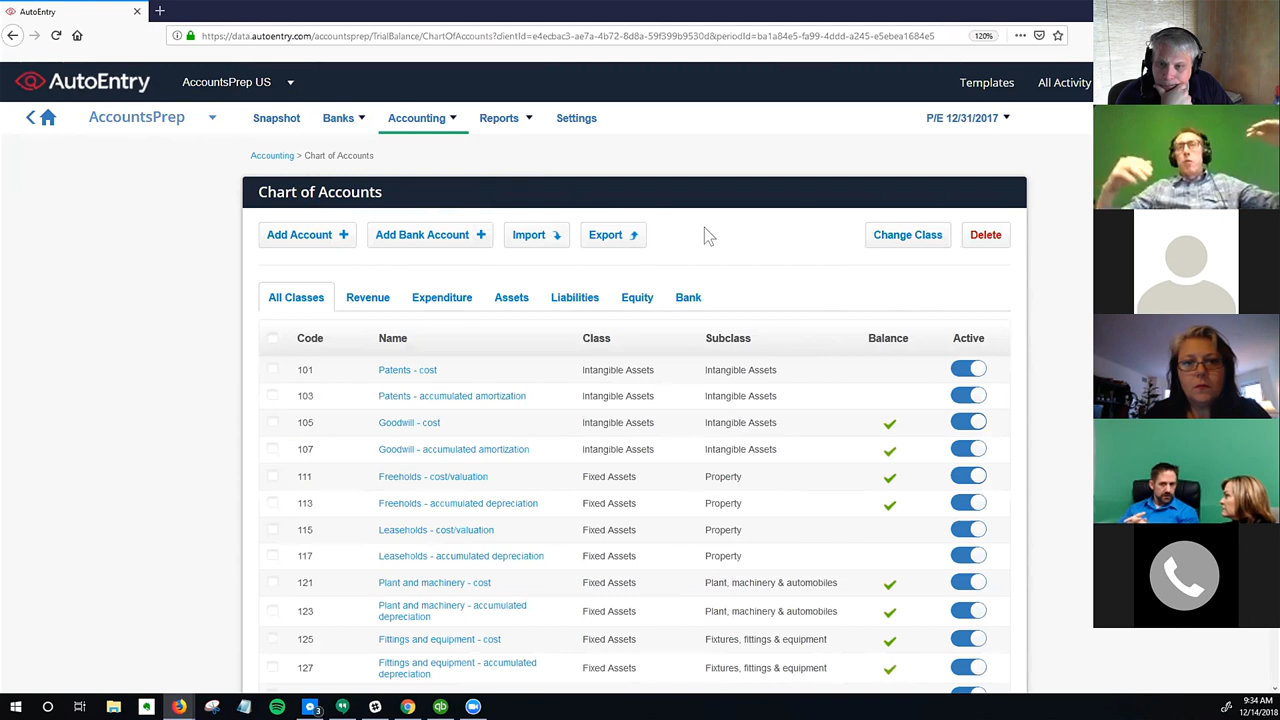 AutoEntry
https://data.autoentry.com/accountsprep/TrialBalance/ChartOfAccounts?clientId=e4ecbac3-ae7a-4b72-8d8a-59f399b9530d&periodId=ba1a84e5-fa99-4ddd-a245-e5ebea1684e5 120%
AutoEntry AccountsPrep US Templates All Activity
AccountsPrep Snapshot Banks Accounting Reports Settings P/E 12/31/2017
Accounting > Chart of Accounts
Chart of Accounts
Add Account + Add Bank Account + Import Export Change Class Delete
All Classes Revenue Expenditure Assets Liabilities Equity Bank
Code Name Class Subclass Balance Active
101 Patents - cost Intangible Assets Intangible Assets
103 Patents - accumulated amortization Intangible Assets Intangible Assets
105 Goodwill - cost Intangible Assets Intangible Assets
107 Goodwill - accumulated amortization Intangible Assets Intangible Assets
111 Freeholds - cost/valuation Fixed Assets Property
113 Freeholds - accumulated depreciation Fixed Assets Property
115 Leaseholds - cost/valuation Fixed Assets Property
117 Leaseholds - accumulated depreciation Fixed Assets Property
121 Plant and machinery - cost Fixed Assets Plant, machinery & automobiles
123 Plant and machinery - accumulated depreciation Fixed Assets Plant, machinery & automobiles
125 Fittings and equipment - cost Fixed Assets Fixtures, fittings & equipment
127 Fittings and equipment - accumulated depreciation Fixed Assets Fixtures, fittings & equipment
3
9:34 AM
12/14/2018